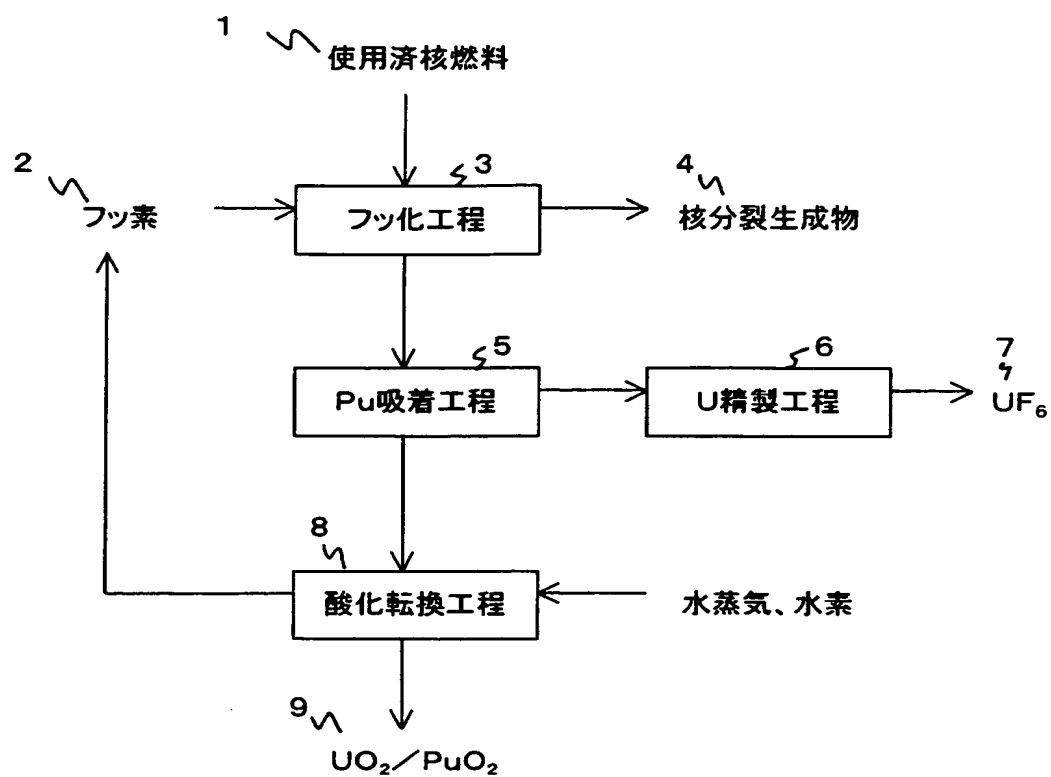 1
使用済核燃料
2
フッ素
3
フッ化工程
4
核分裂生成物
5
Pu吸着工程
6
U精製工程
7
UF₆
8
酸化転換工程
水蒸気、水素
9
UO₂/PuO₂